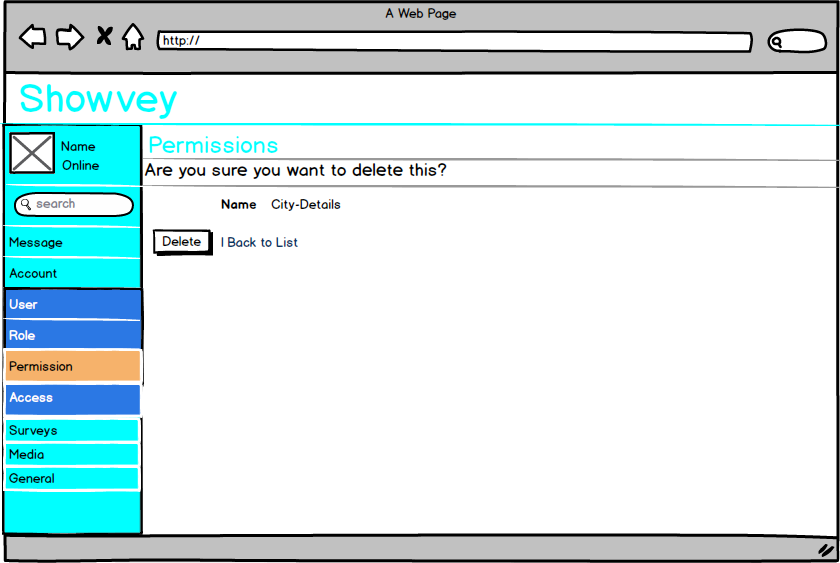 A Web Page
http://
Showvey
Name
Online
search
Message
Account
User
Role
Permission
Access
Surveys
Media
General
Permissions
Are you sure you want to delete this?
Name City-Details
Delete | Back to List